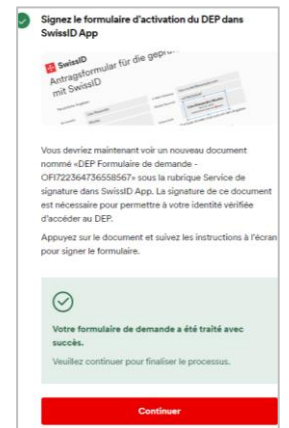 Signez le formulaire d'activation du DEP dans
SwissID App
SwissID
Antragsformular für die
mit SwissID
Vous devriez maintenant voir un nouveau document
nommé «DEP Formulaire de demande -
OFI722364736558567» sous la rubrique Service de
signature dans SwissID App. La signature de ce document
est nécessaire pour permettre à votre identité vérifiée
d'accéder au DEP.
Appuyez sur le document et suivez les instructions à l'écran
pour signer le formulaire.
Votre formulaire de demande a été traité avec
succès.
Veuillez continuer pour finaliser le processus.
Continuer